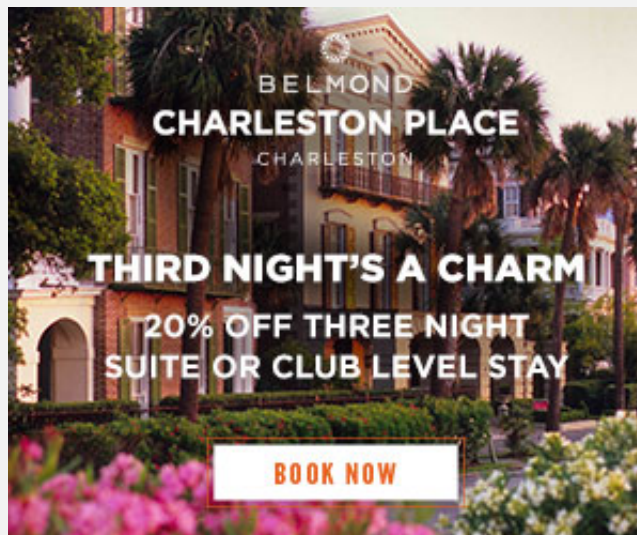 BELMOND
CHARLESTON PLACE
CHARLESTON
THIRD NIGHT'S A CHARM
20% OFF THREE NIGHT
SUITE OR CLUB LEVEL STAY
BOOK NOW